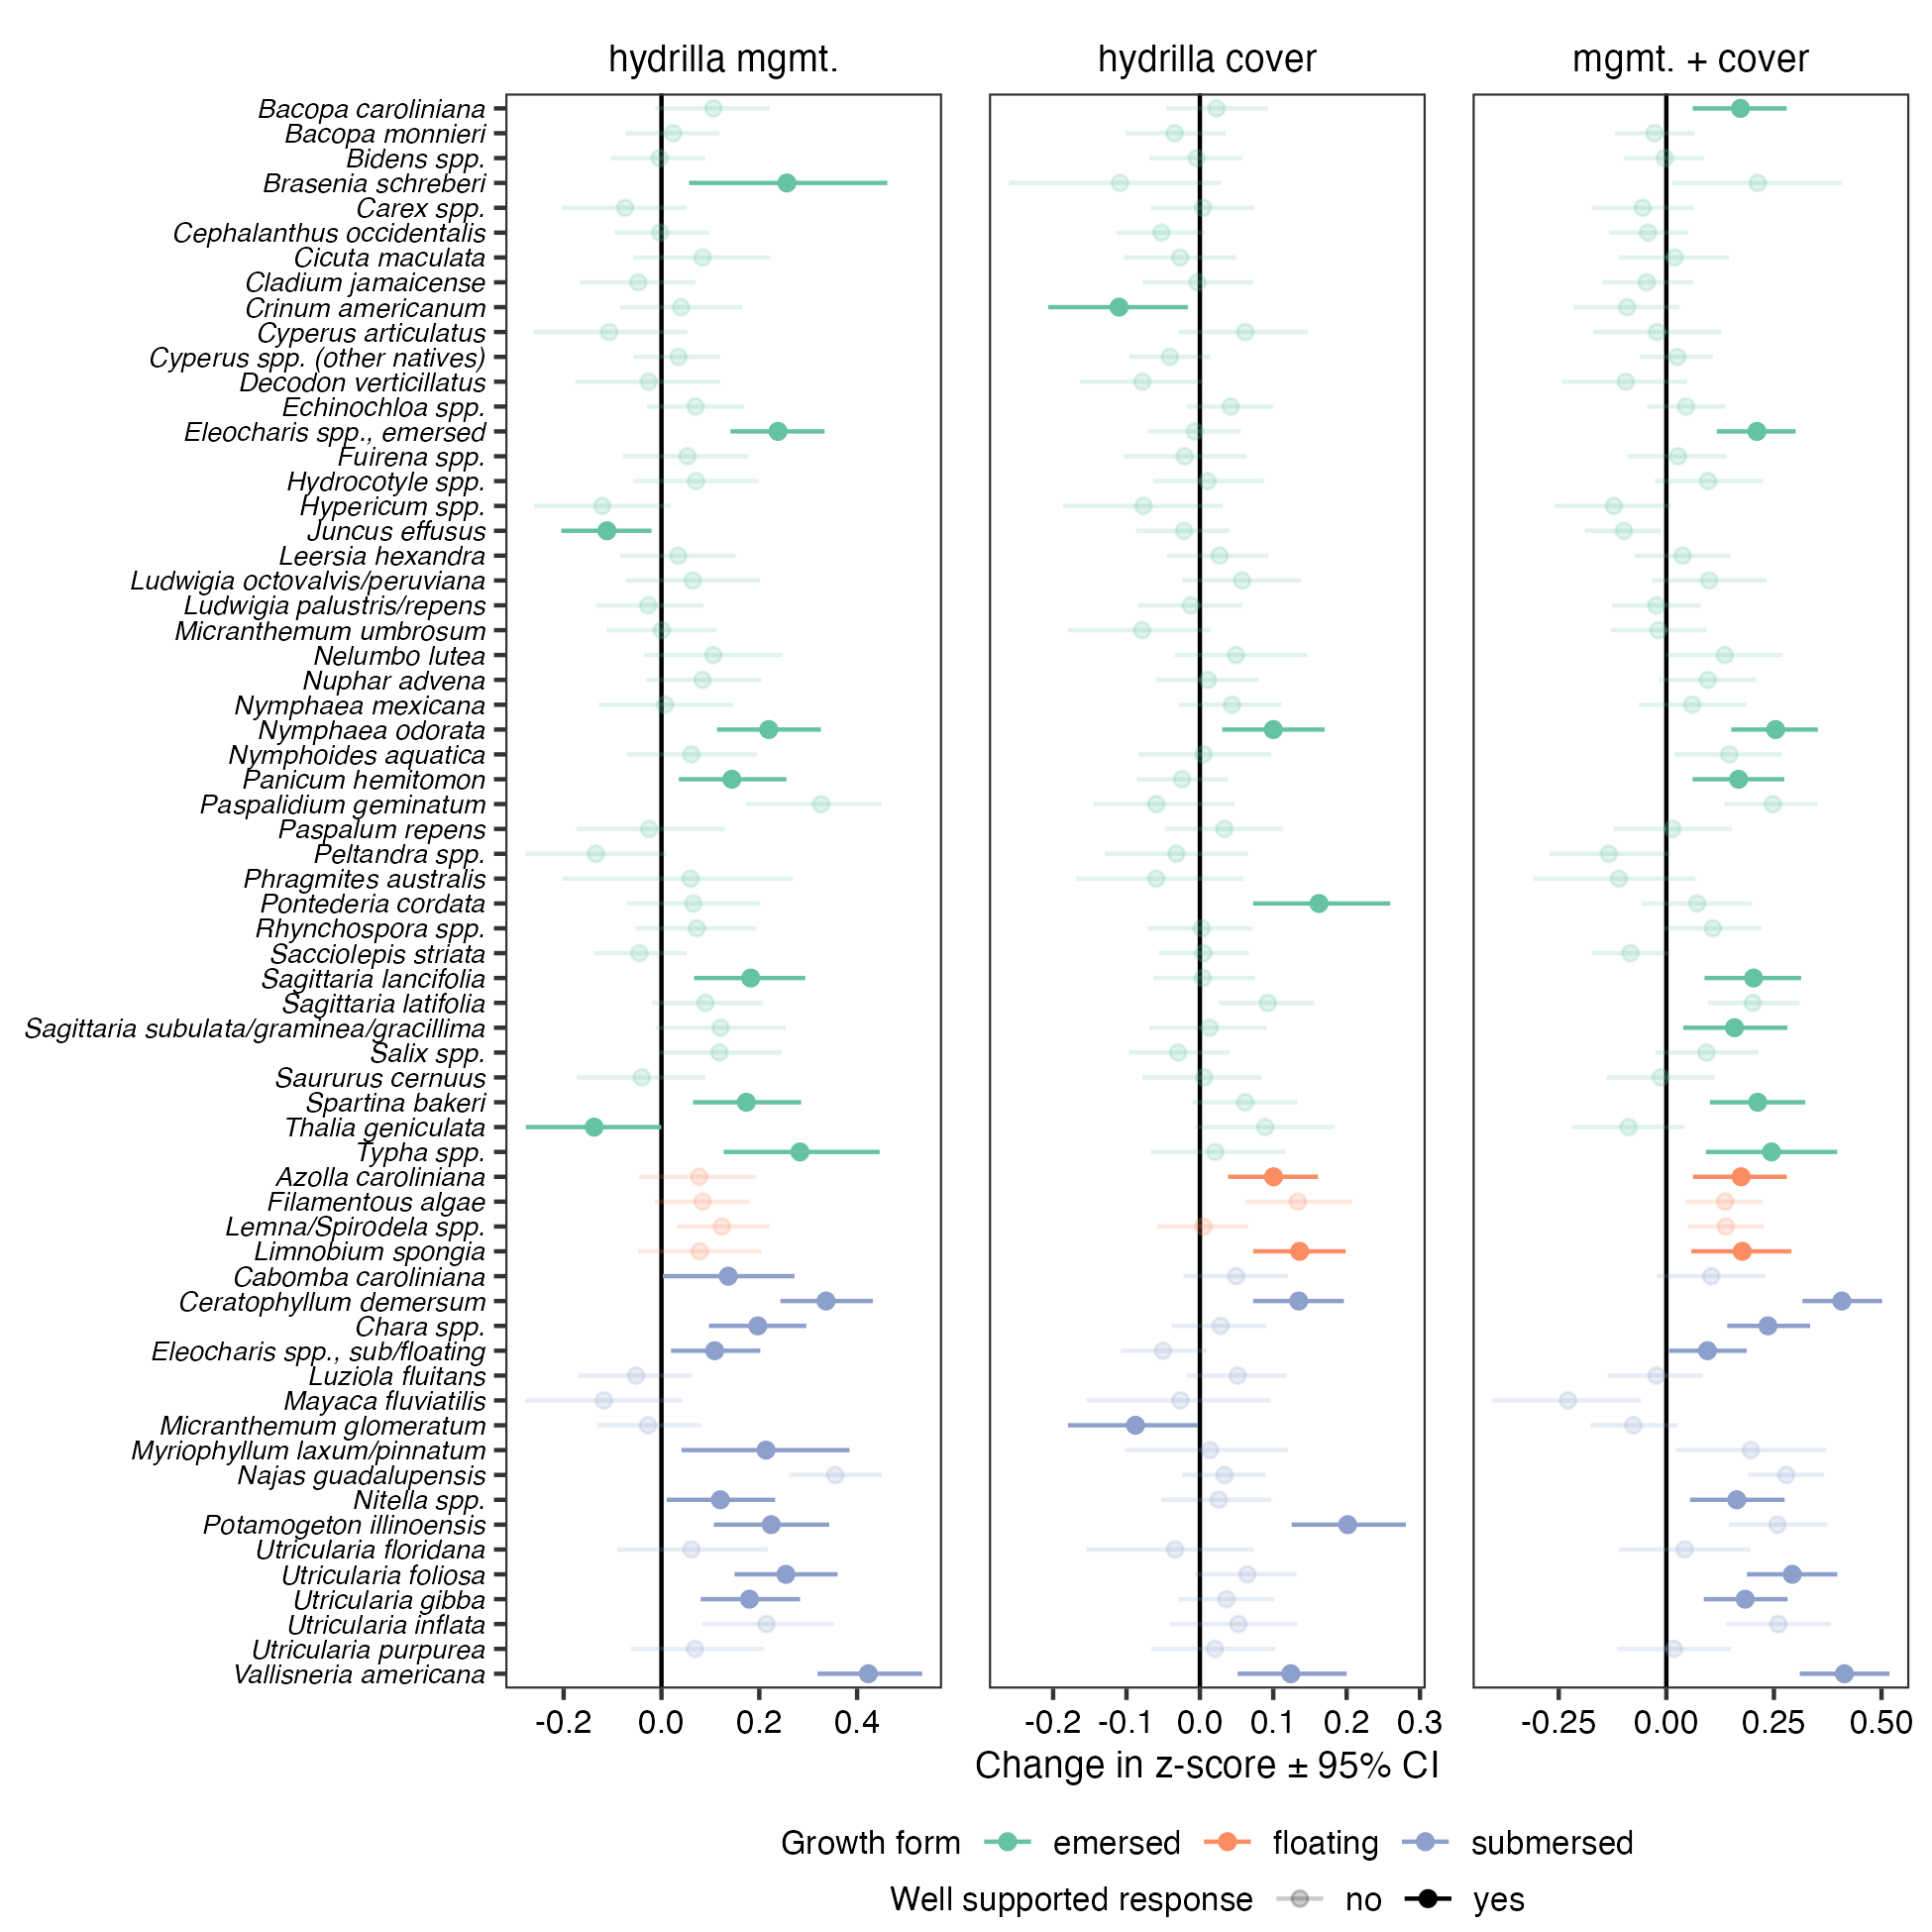 hydrilla mgmt. hydrilla cover mgmt. + cover
Bacopa caroliniana
Bacopa monnieri
Bidens spp.
Brasenia schreberi
Carex spp.
Cephalanthus occidentalis
Cicuta maculata
Cladium jamaicense
Crinum americanum
Cyperus articulatus
Cyperus spp. (other natives)
Decodon verticillatus
Echinochloa spp.
Eleocharis spp., emersed
Fuirena spp.
Hydrocotyle spp.
Hypericum spp.
Juncus effusus
Leersia hexandra
Ludwigia octovalvis/peruviana
Ludwigia palustris/repens
Micranthemum umbrosum
Nelumbo lutea
Nuphar advena
Nymphaea mexicana
Nymphaea odorata
Nymphoides aquatica
Panicum hemitomon
Paspalidium geminatum
Paspalum repens
Peltandra spp.
Phragmites australis
Pontederia cordata
Rhynchospora spp.
Sacciolepis striata
Sagittaria lancifolia
Sagittaria latifolia
Sagittaria subulata/graminea/gracillima
Salix spp.
Saururus cernuus
Spartina bakeri
Thalia geniculata
Typha spp.
Azolla caroliniana
Filamentous algae
Lemna/Spirodela spp.
Limnobium spongia
Cabomba caroliniana
Ceratophyllum demersum
Chara spp.
Eleocharis spp., sub/floating
Luziola fluitans
Mayaca fluviatilis
Micranthemum glomeratum
Myriophyllum laxum/pinnatum
Najas guadalupensis
Nitella spp.
Potamogeton illinoensis
Utricularia floridana
Utricularia foliosa
Utricularia gibba
Utricularia inflata
Utricularia purpurea
Vallisneria americana
-0.2 0.0 0.2 0.4 -0.2 -0.1 0.0 0.1 0.2 0.3 -0.25 0.00 0.25 0.50
Change in z-score ± 95% CI
Growth form emersed floating submersed
Well supported response no yes